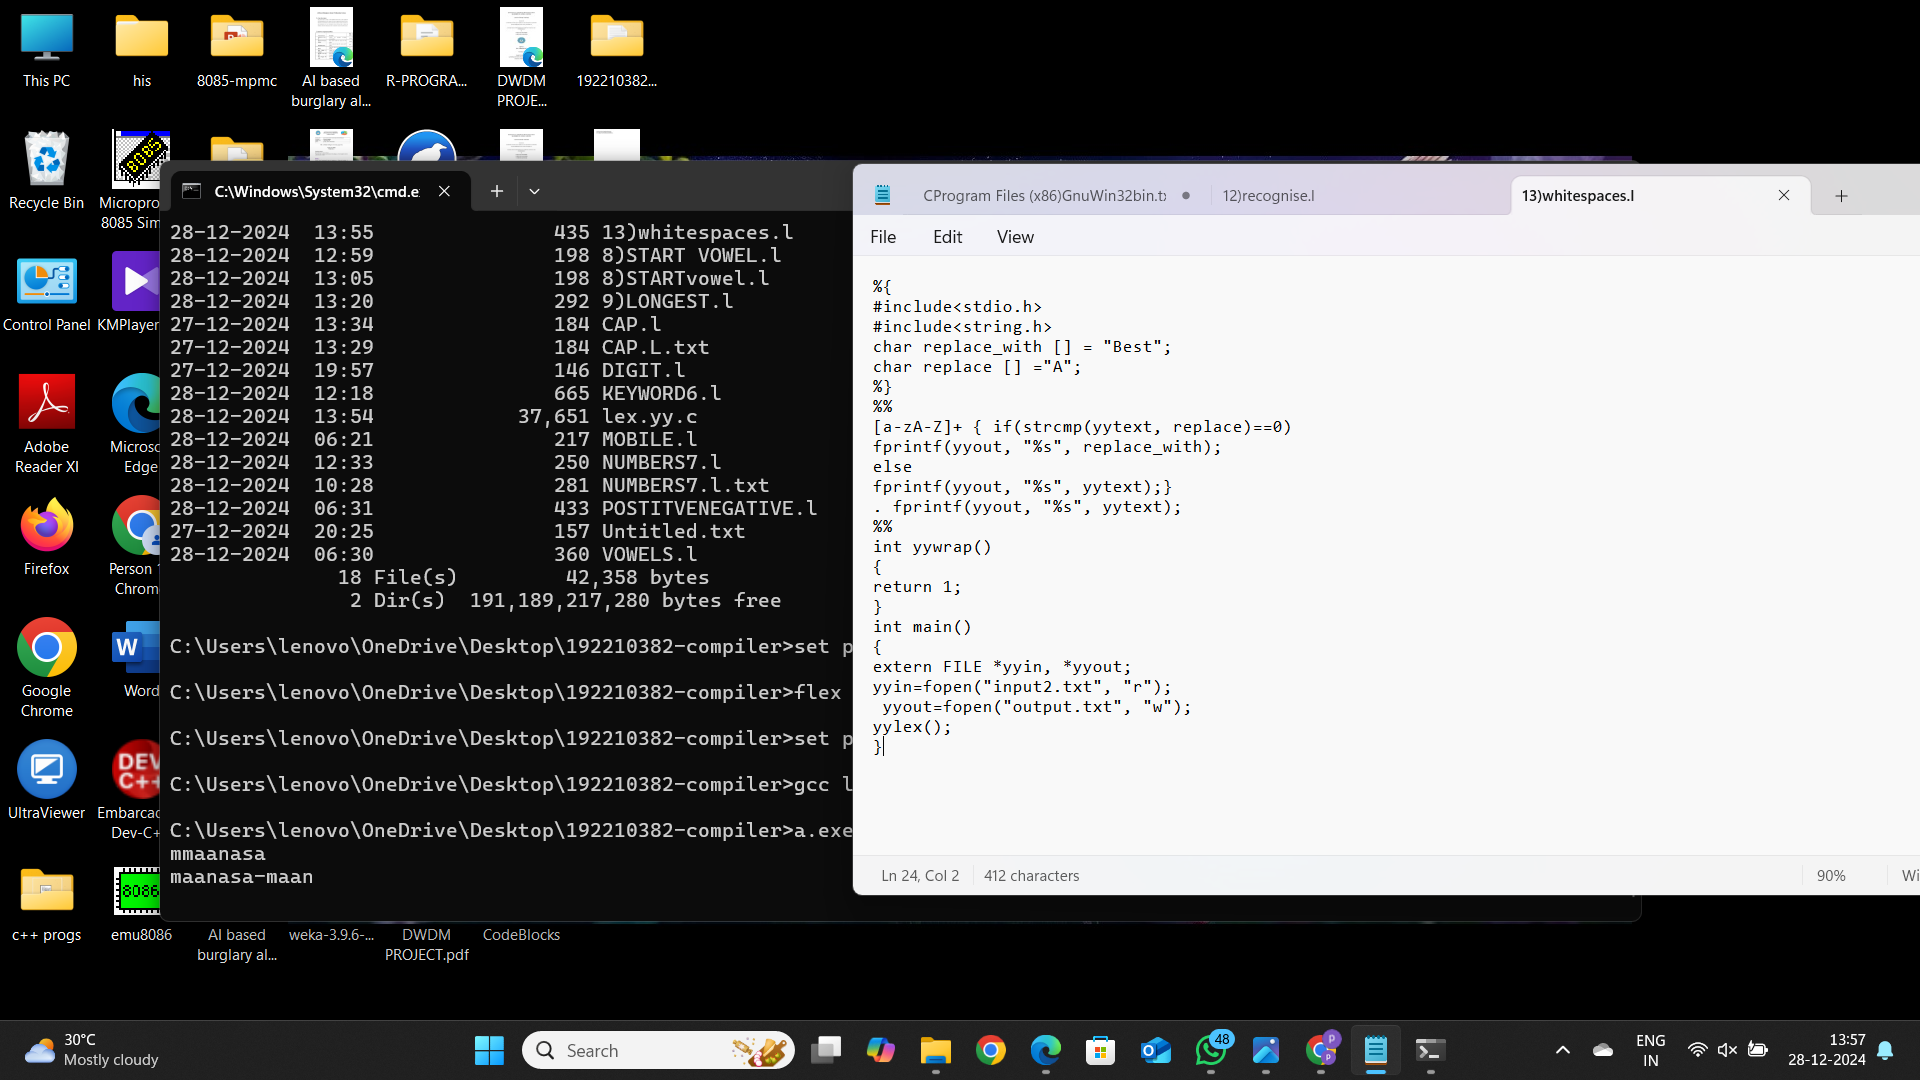 This PC
his
8085-mpmc
AI based
burglary al...
R-PROGRA...
DWDM
PROJE...
192210382...
Recycle Bin
Micropro
8085 Sim
Control Panel
KMPlayer
Adobe
Reader XI
Micros
Edge
Firefox
Person
Chrom
Google
Chrome
Word
UltraViewer
Embarca
Dev-C+
c++ progs
emu8086
AI based
burglary al...
weka-3.9.6-...
DWDM
PROJECT.pdf
CodeBlocks
C:\Windows\System32\cmd.e
28-12-2024 13:55 435 13)whitespaces.l
28-12-2024 12:59 198 8)START VOWEL.l
28-12-2024 13:05 198 8)STARTvowel.l
28-12-2024 13:20 292 9)LONGEST.l
27-12-2024 13:34 184 CAP.l
27-12-2024 13:29 184 CAP.L.txt
27-12-2024 19:57 146 DIGIT.l
28-12-2024 12:18 665 KEYWORD6.l
28-12-2024 13:54 37,651 lex.yy.c
28-12-2024 06:21 217 MOBILE.l
28-12-2024 12:33 250 NUMBERS7.l
28-12-2024 10:28 281 NUMBERS7.l.txt
28-12-2024 06:31 433 POSTITVENEGATIVE.l
27-12-2024 20:25 157 Untitled.txt
28-12-2024 06:30 360 VOWELS.l
18 File(s) 42,358 bytes
2 Dir(s) 191,189,217,280 bytes free
C:\Users\lenovo\OneDrive\Desktop\192210382-compiler>set p
C:\Users\lenovo\OneDrive\Desktop\192210382-compiler>flex
C:\Users\lenovo\OneDrive\Desktop\192210382-compiler>set p
C:\Users\lenovo\OneDrive\Desktop\192210382-compiler>gcc l
C:\Users\lenovo\OneDrive\Desktop\192210382-compiler>a.exe
mmaanasa
maanasa-maan
CProgram Files (x86)GnuWin32bin.tx
12)recognise.l
13)whitespaces.l
File Edit View
%{
#include<stdio.h>
#include<string.h>
char replace_with [] = "Best";
char replace [] ="A";
%}
%%
[a-zA-Z]+ { if(strcmp(yytext, replace)==0)
fprintf(yyout, "%s", replace_with);
else
fprintf(yyout, "%s", yytext);}
. fprintf(yyout, "%s", yytext);
%%
int yywrap()
{
return 1;
}
int main()
{
extern FILE *yyin, *yyout;
yyin=fopen("input2.txt", "r");
yyout=fopen("output.txt", "w");
yylex();
}
Ln 24, Col 2 412 characters 90% Wi
30°C
Mostly cloudy
Search
48
ENG
IN
13:57
28-12-2024